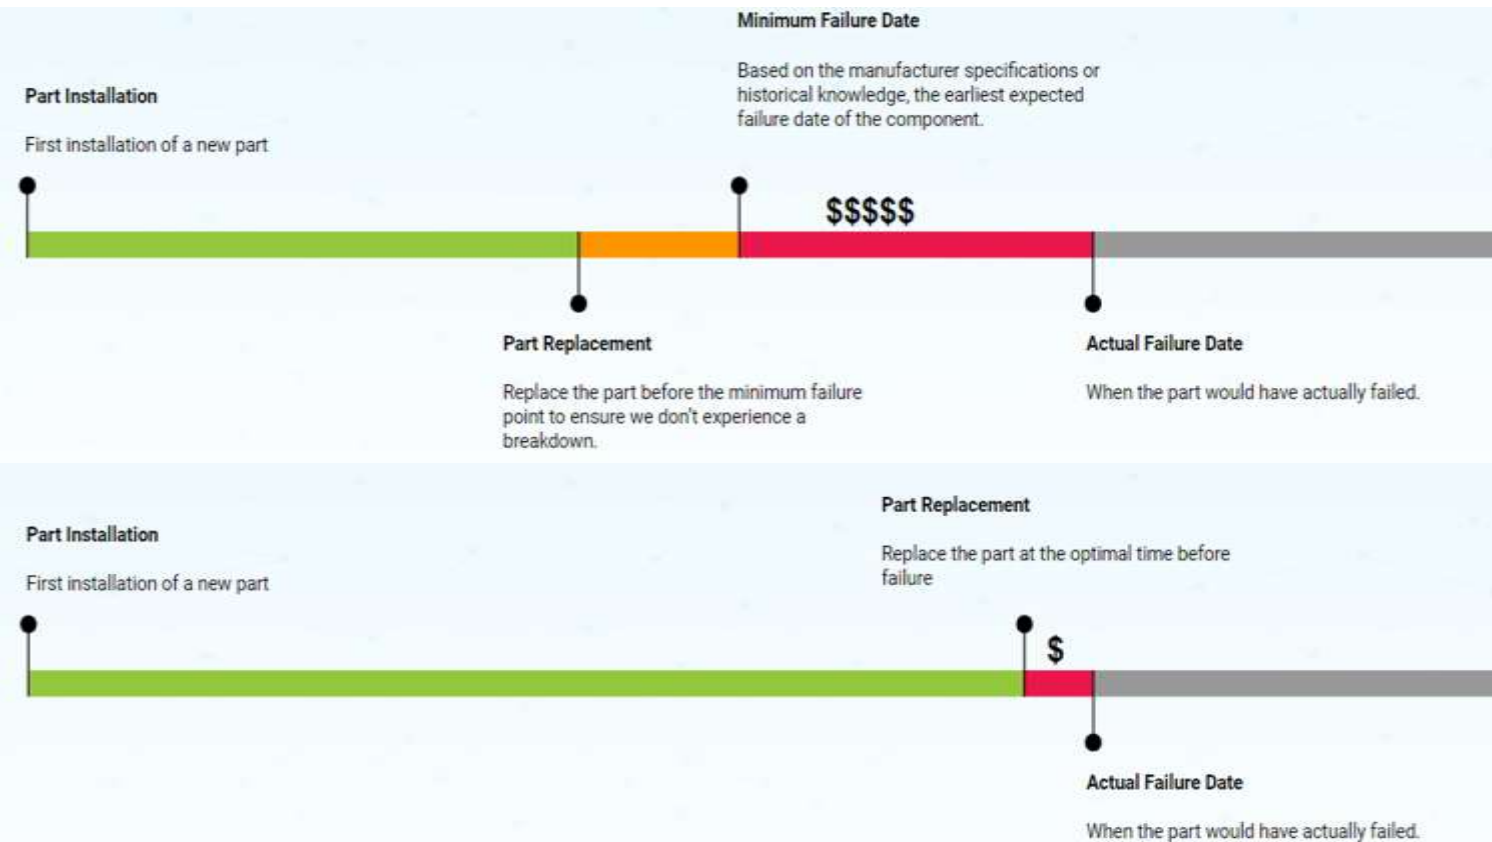 Minimum Failure Date
Based on the manufacturer specifications or
historical knowledge, the earliest expected
failure date of the component.
Part Installation
First installation of a new part
$$$$$
Part Replacement
Replace the part before the minimum failure
point to ensure we don't experience a
breakdown.
Actual Failure Date
When the part would have actually failed.
Part Replacement
Replace the part at the optimal time before
failure
Part Installation
First installation of a new part
$
Actual Failure Date
When the part would have actually failed.